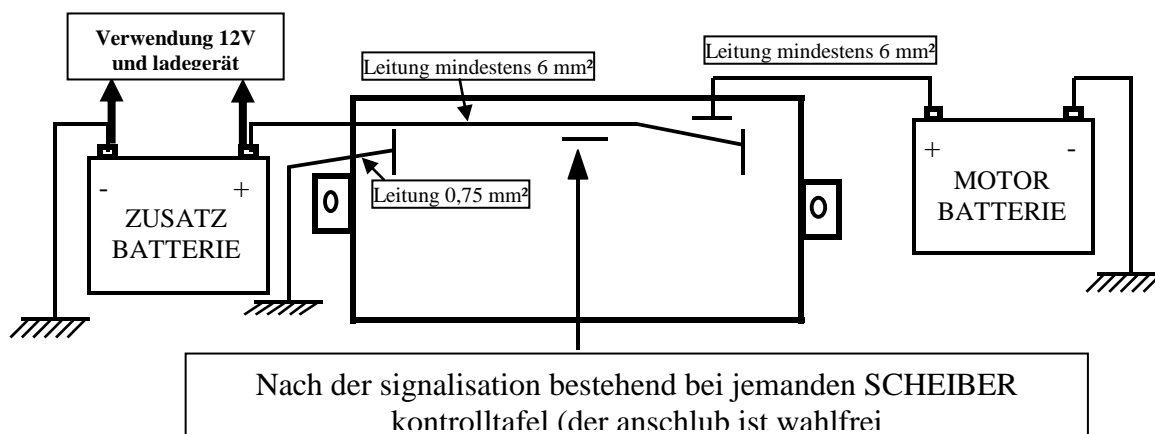 Verwendung 12V
und ladegerät
Leitung mindestens 6 mm²
Leitung mindestens 6 mm²
Leitung 0,75 mm²
- +
ZUSATZ
BATTERIE
+ -
MOTOR
BATTERIE
Nach der signalisation bestehend bei jemanden SCHEIBER
kontrolltafel (der anschlub ist wahlfrei